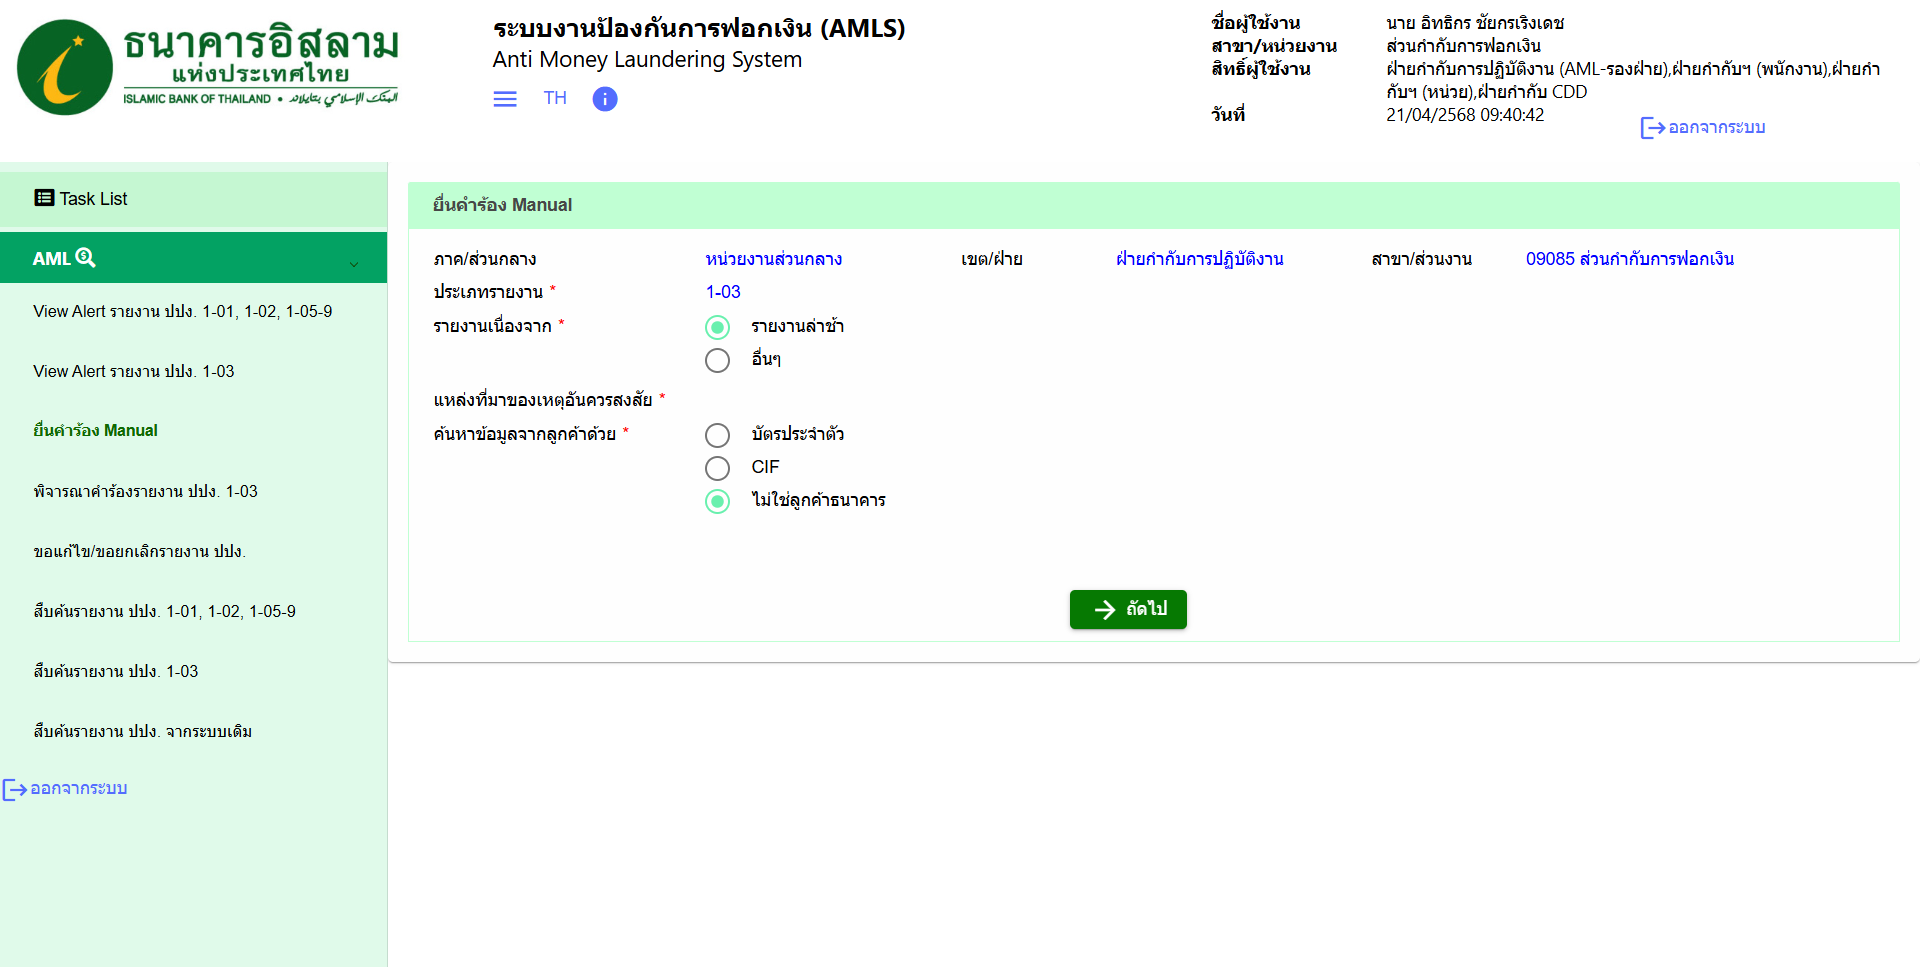 ธนาคารอิสลาม
แห่งประเทศไทย
ISLAMIC BANK OF THAILAND • البنك الإسلامي بتايلاند
ระบบงานป้องกันการฟอกเงิน (AMLS)
Anti Money Laundering System
TH
ชื่อผู้ใช้งาน นาย อิทธิกร ชัยกรเริงเดช
สาขา/หน่วยงาน ส่วนกำกับการฟอกเงิน
สิทธิ์ผู้ใช้งาน ฝ่ายกำกับการปฏิบัติงาน (AML-รองฝ่าย),ฝ่ายกำกับฯ (พนักงาน),ฝ่ายกำ
กับฯ (หน่วย),ฝ่ายกำกับ CDD
วันที่ 21/04/2568 09:40:42
ออกจากระบบ
Task List
AML
View Alert รายงาน ปปง. 1-01, 1-02, 1-05-9
View Alert รายงาน ปปง. 1-03
ยื่นคำร้อง Manual
พิจารณาคำร้องรายงาน ปปง. 1-03
ขอแก้ไข/ขอยกเลิกรายงาน ปปง.
สืบค้นรายงาน ปปง. 1-01, 1-02, 1-05-9
สืบค้นรายงาน ปปง. 1-03
สืบค้นรายงาน ปปง. จากระบบเดิม
ออกจากระบบ
ยื่นคำร้อง Manual
ภาค/ส่วนกลาง หน่วยงานส่วนกลาง เขต/ฝ่าย ฝ่ายกำกับการปฏิบัติงาน สาขา/ส่วนงาน 09085 ส่วนกำกับการฟอกเงิน
ประเภทรายงาน * 1-03
รายงานเนื่องจาก * รายงานล่าช้า
อื่นๆ
แหล่งที่มาของเหตุอันควรสงสัย *
ค้นหาข้อมูลจากลูกค้าด้วย * บัตรประจำตัว
CIF
ไม่ใช่ลูกค้าธนาคาร
ถัดไป